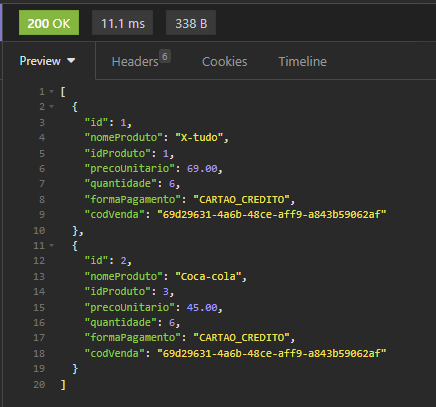 200 OK 11.1 ms 338 B
Preview Headers 6 Cookies Timeline
1 [
2 {
3 "id": 1,
4 "nomeProduto": "X-tudo",
5 "idProduto": 1,
6 "precoUnitario": 69.00,
7 "quantidade": 6,
8 "formaPagamento": "CARTAO_CREDITO",
9 "codVenda": "69d29631-4a6b-48ce-aff9-a843b59062af"
10 },
11 {
12 "id": 2,
13 "nomeProduto": "Coca-cola",
14 "idProduto": 3,
15 "precoUnitario": 45.00,
16 "quantidade": 6,
17 "formaPagamento": "CARTAO_CREDITO",
18 "codVenda": "69d29631-4a6b-48ce-aff9-a843b59062af"
19 }
20 ]